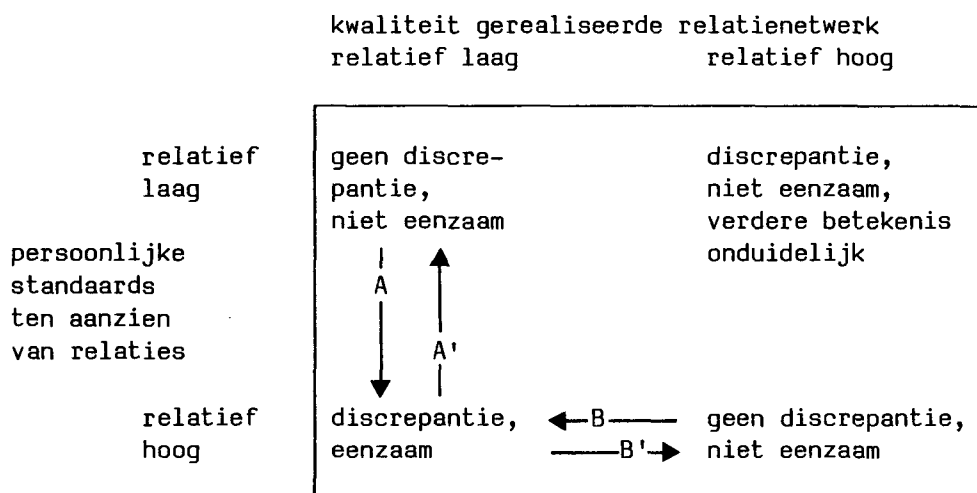 kwaliteit gerealiseerde relatienetwerk
relatief laag relatief hoog
relatief geen discre- discrepantie,
laag pantie, niet eenzaam,
niet eenzaam verdere betekenis
persoonlijke onduidelijk
standaards A
ten aanzien
van relaties A'
relatief discrepantie, B geen discrepantie,
hoog eenzaam B' niet eenzaam